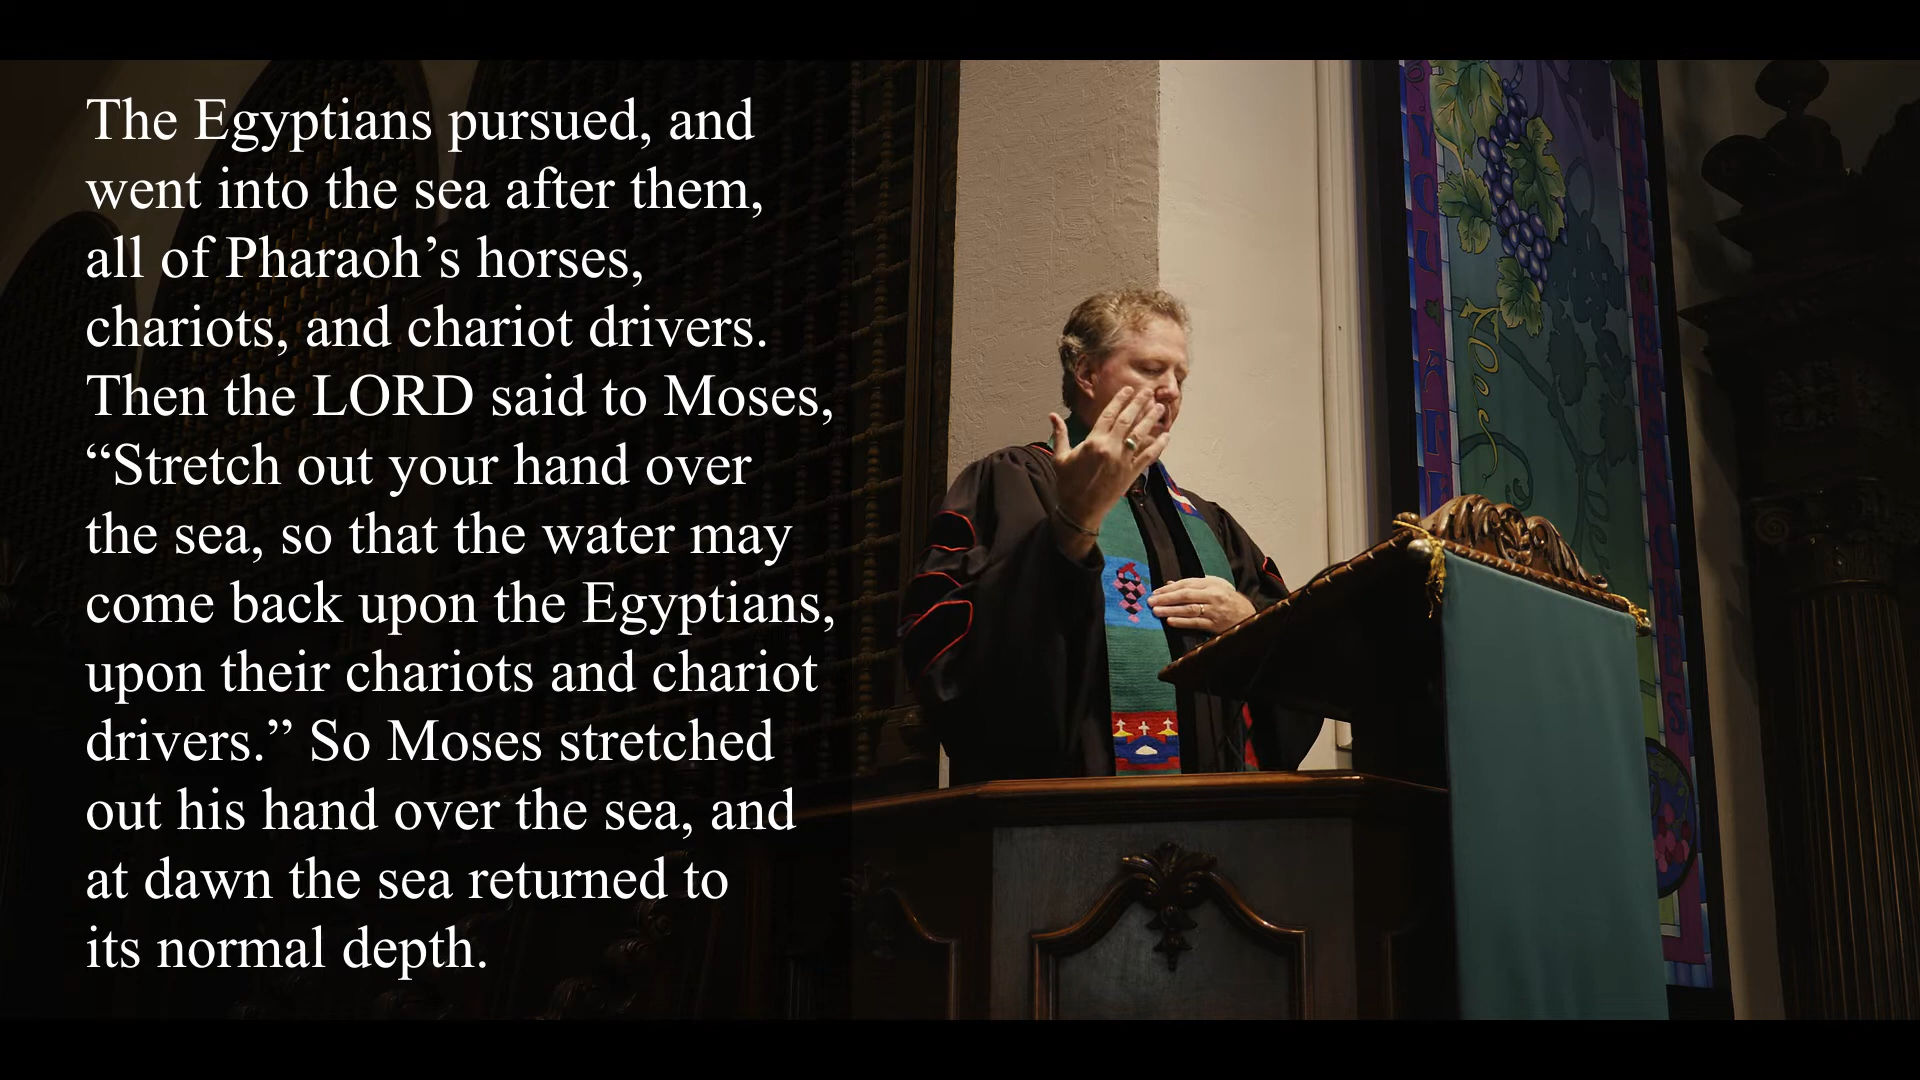 The Egyptians pursued, and
went into the sea after them,
all of Pharaoh’s horses,
chariots, and chariot drivers.
Then the LORD said to Moses,
“Stretch out your hand over
the sea, so that the water may
come back upon the Egyptians,
upon their chariots and chariot
drivers.” So Moses stretched
out his hand over the sea, and
at dawn the sea returned to
its normal depth.